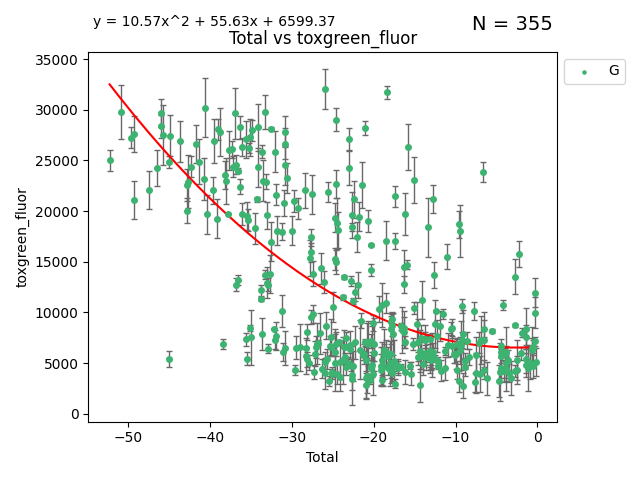 y = 10.57x^2 + 55.63x + 6599.37
N = 355
Total vs toxgreen_fluor
G
35000
30000
25000
20000
15000
10000
5000
0
toxgreen_fluor
−50 −40 −30 −20 −10 0
Total